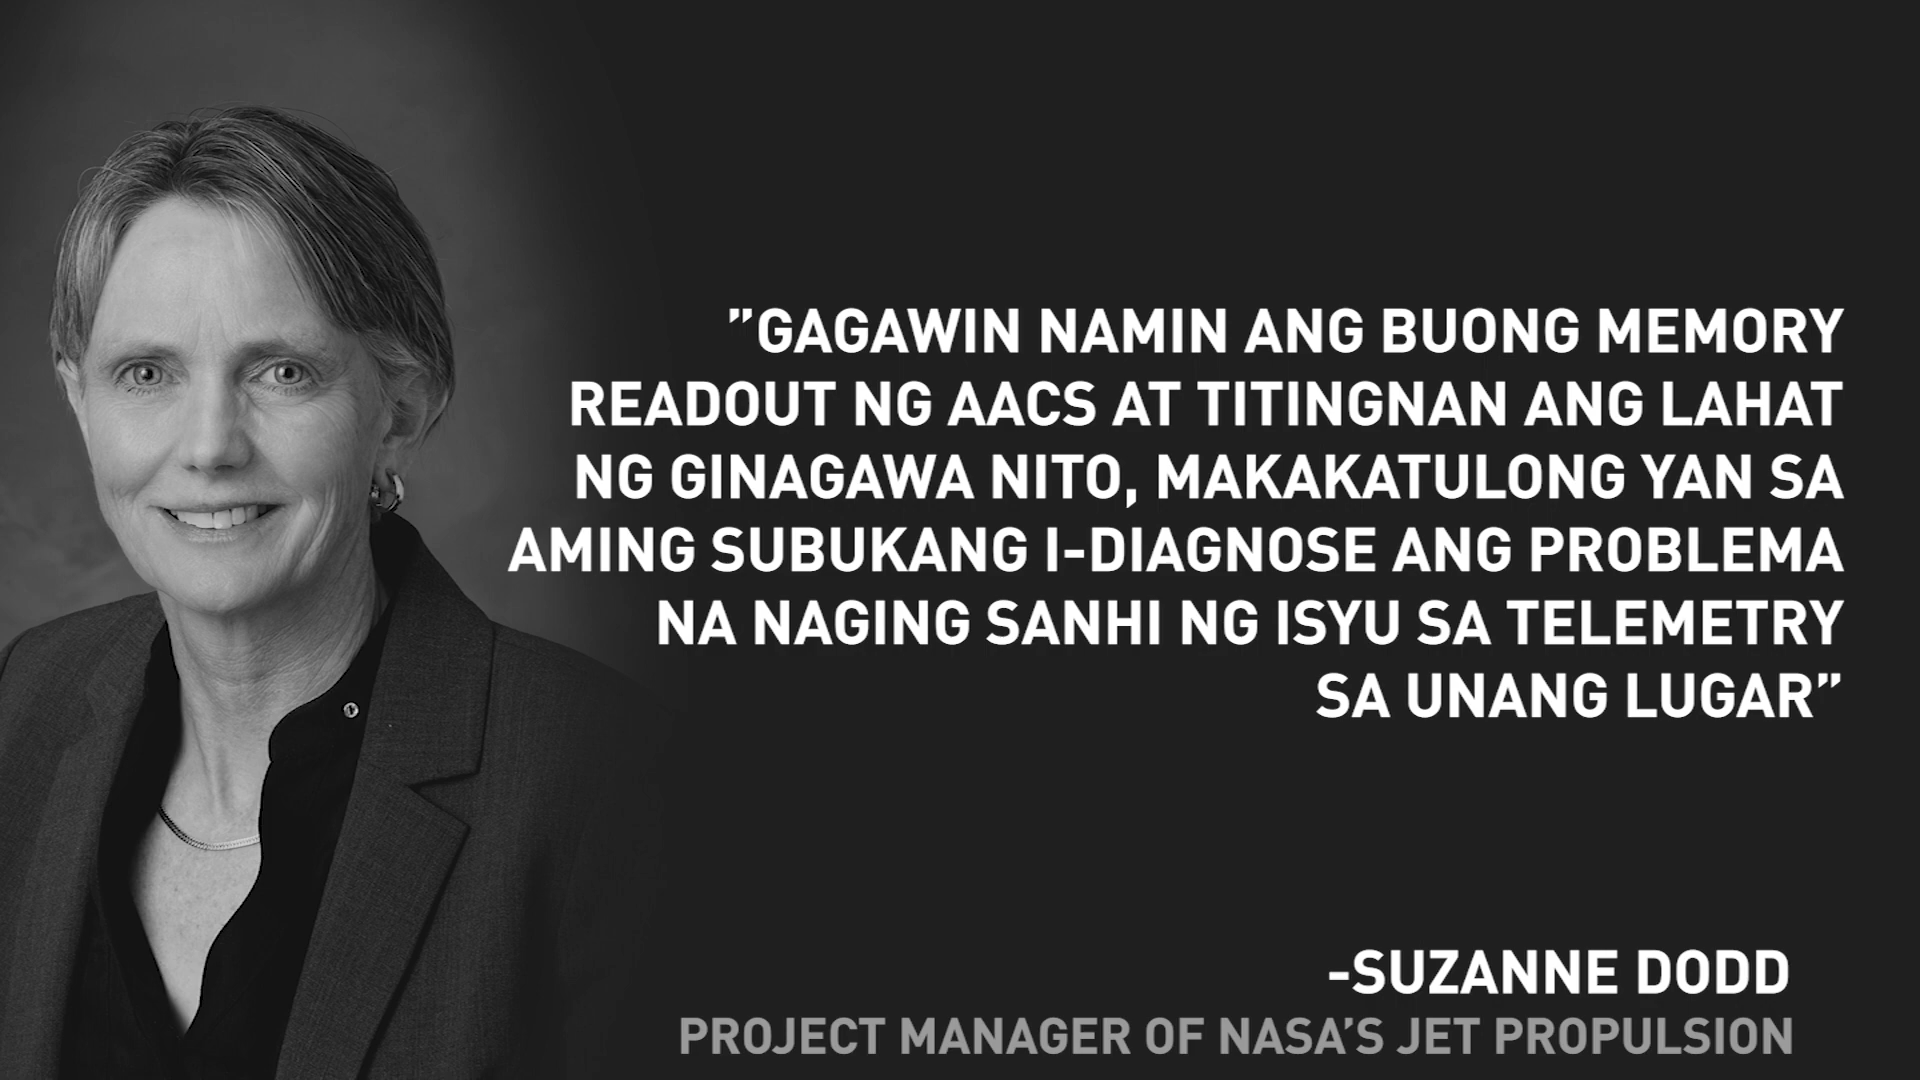 ”GAGAWIN NAMIN ANG BUONG MEMORY
READOUT NG AACS AT TITINGNAN ANG LAHAT
NG GINAGAWA NITO, MAKAKATULONG YAN SA
AMING SUBUKANG I-DIAGNOSE ANG PROBLEMA
NA NAGING SANHI NG ISYU SA TELEMETRY
SA UNANG LUGAR”
-SUZANNE DODD
PROJECT MANAGER OF NASA’S JET PROPULSION